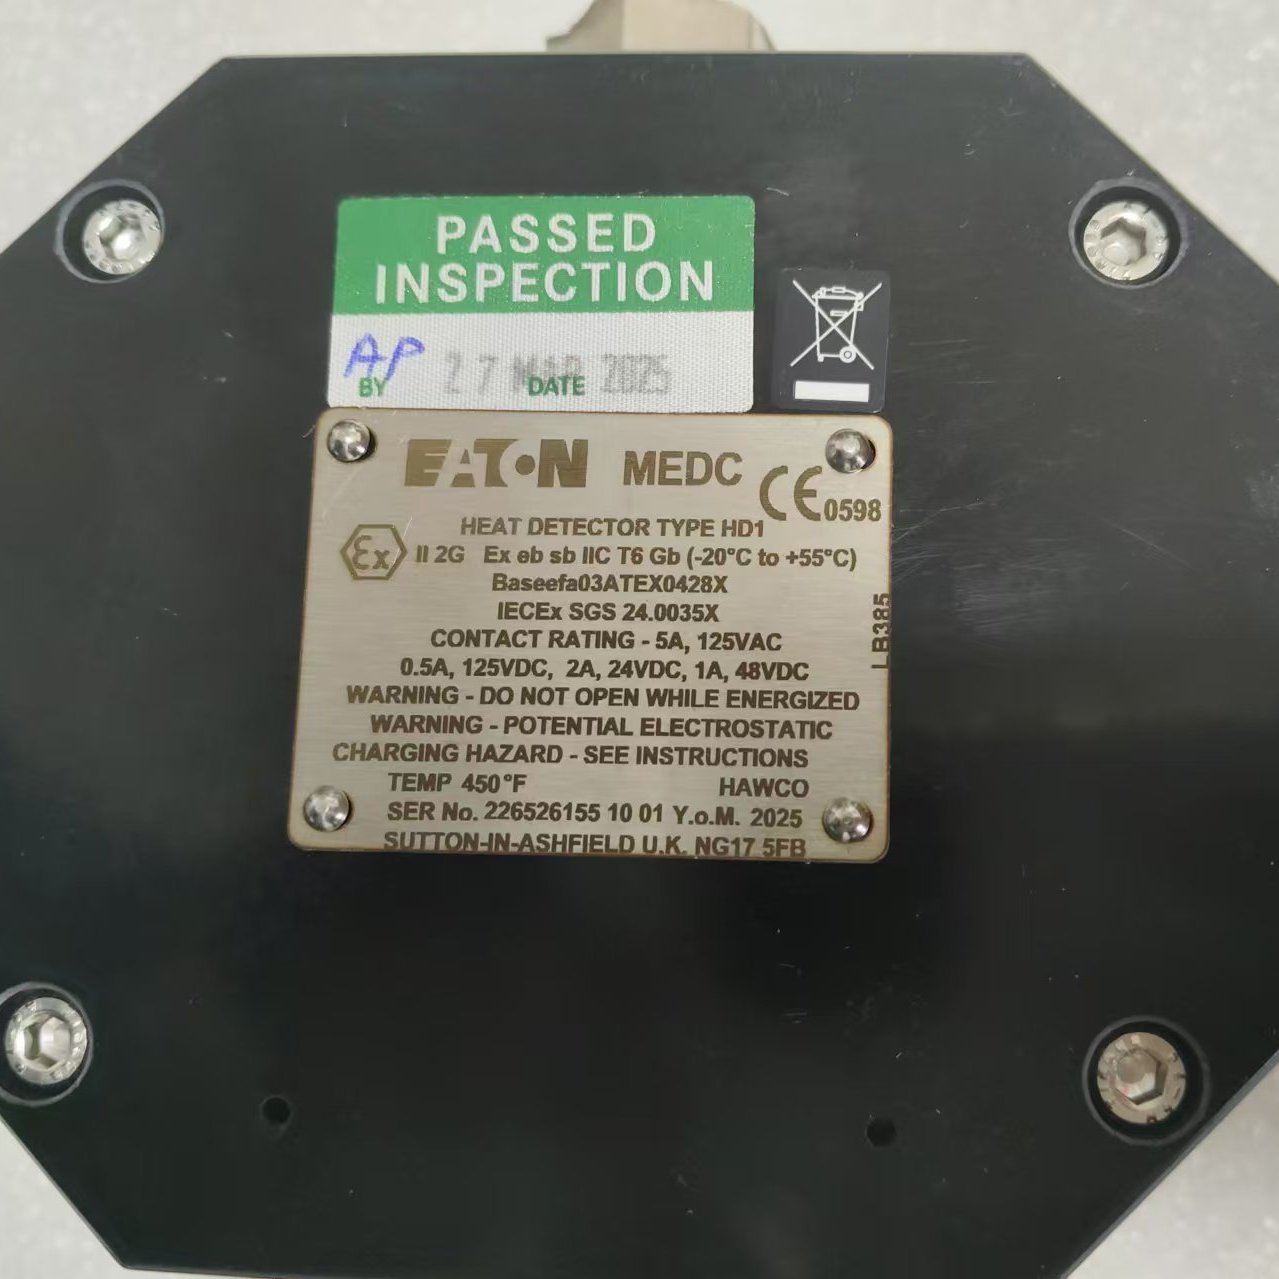 PASSED
INSPECTION
AP 27 MAR 2025
BY DATE
EATON MEDC CE 0598
HEAT DETECTOR TYPE HD1
Ex II 2G Ex eb sb IIC T6 Gb (-20°C to +55°C)
Baseefa03ATEX0428X
IECEx SGS 24.0035X
CONTACT RATING - 5A, 125VAC
0.5A, 125VDC, 2A, 24VDC, 1A, 48VDC
WARNING - DO NOT OPEN WHILE ENERGIZED
WARNING - POTENTIAL ELECTROSTATIC
CHARGING HAZARD - SEE INSTRUCTIONS
TEMP 450°F HAWCO
SER No. 226526155 10 01 Y.o.M. 2025
SUTTON-IN-ASHFIELD U.K. NG17 5FB
LB385